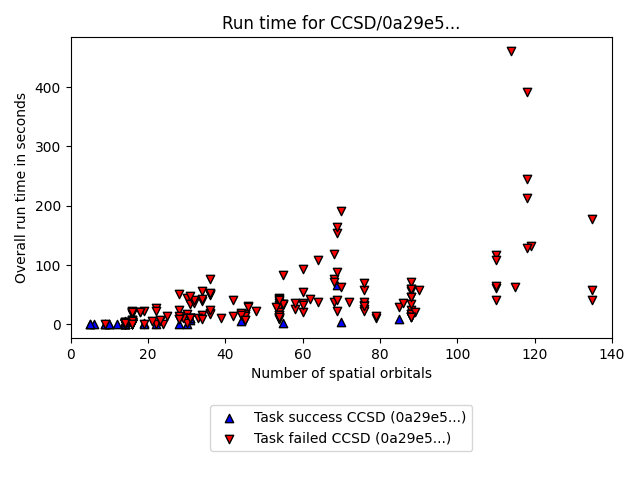 Run time for CCSD/0a29e5...
Overall run time in seconds
400
300
200
100
0
0 20 40 60 80 100 120 140
Number of spatial orbitals
Task success CCSD (0a29e5...)
Task failed CCSD (0a29e5...)